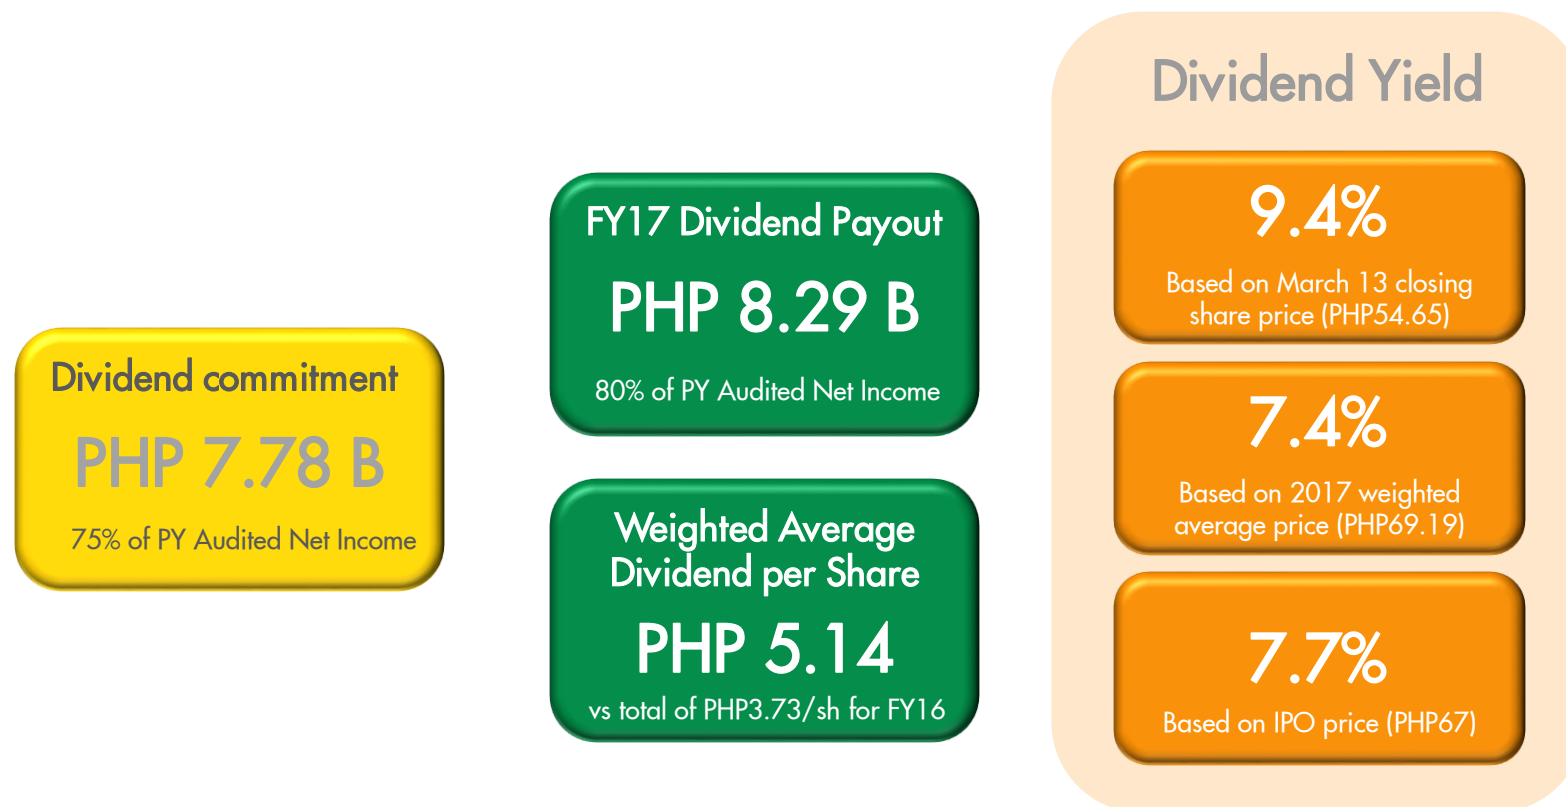 Dividend commitment
PHP 7.78 B
75% of PY Audited Net Income
FY17 Dividend Payout
PHP 8.29 B
80% of PY Audited Net Income
Weighted Average
Dividend per Share
PHP 5.14
vs total of PHP3.73/sh for FY16
Dividend Yield
9.4%
Based on March 13 closing
share price (PHP54.65)
7.4%
Based on 2017 weighted
average price (PHP69.19)
7.7%
Based on IPO price (PHP67)